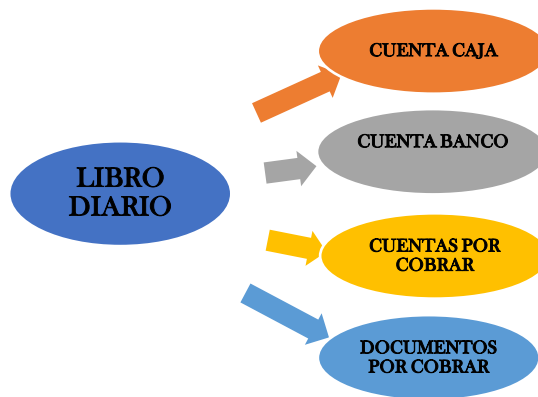 CUENTA CAJA
CUENTA BANCO
LIBRO
DIARIO
CUENTAS POR
COBRAR
DOCUMENTOS
POR COBRAR